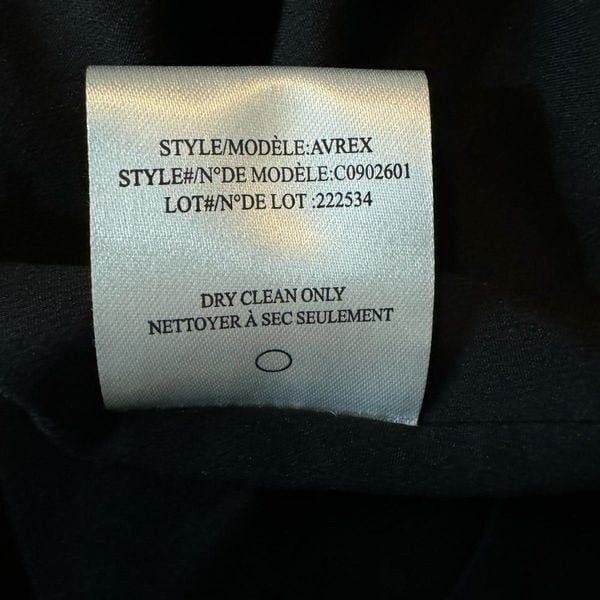 STYLE/MODÈLE:AVREX
STYLE#/N°DE MODÈLE:C0902601
LOT#/N°DE LOT :222534
DRY CLEAN ONLY
NETTOYER À SEC SEULEMENT